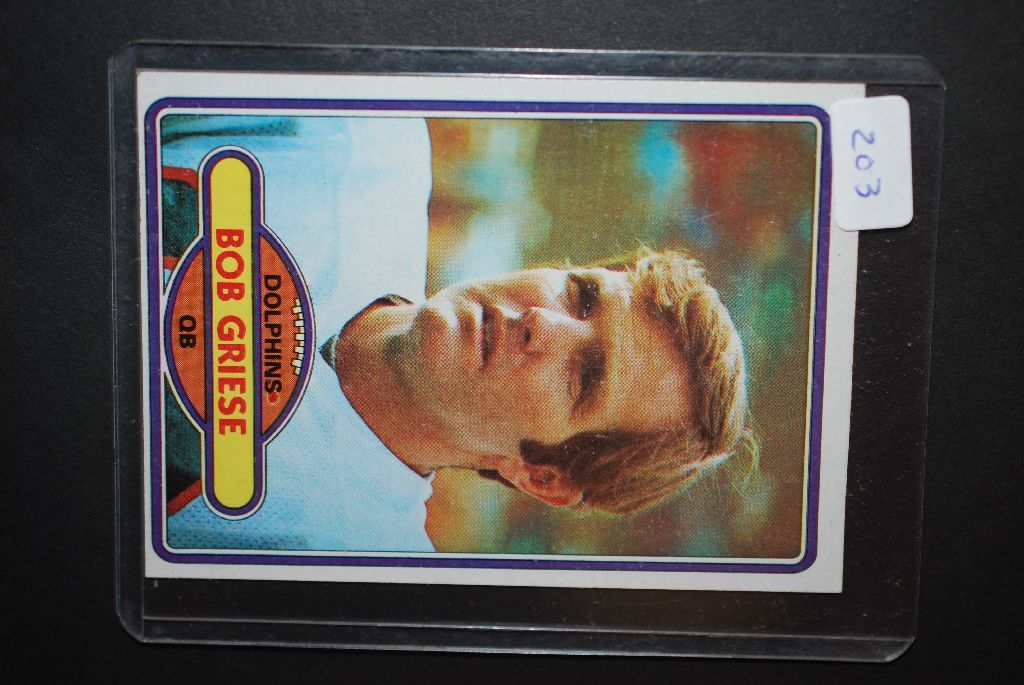 203
DOLPHINS
BOB GRIESE
QB